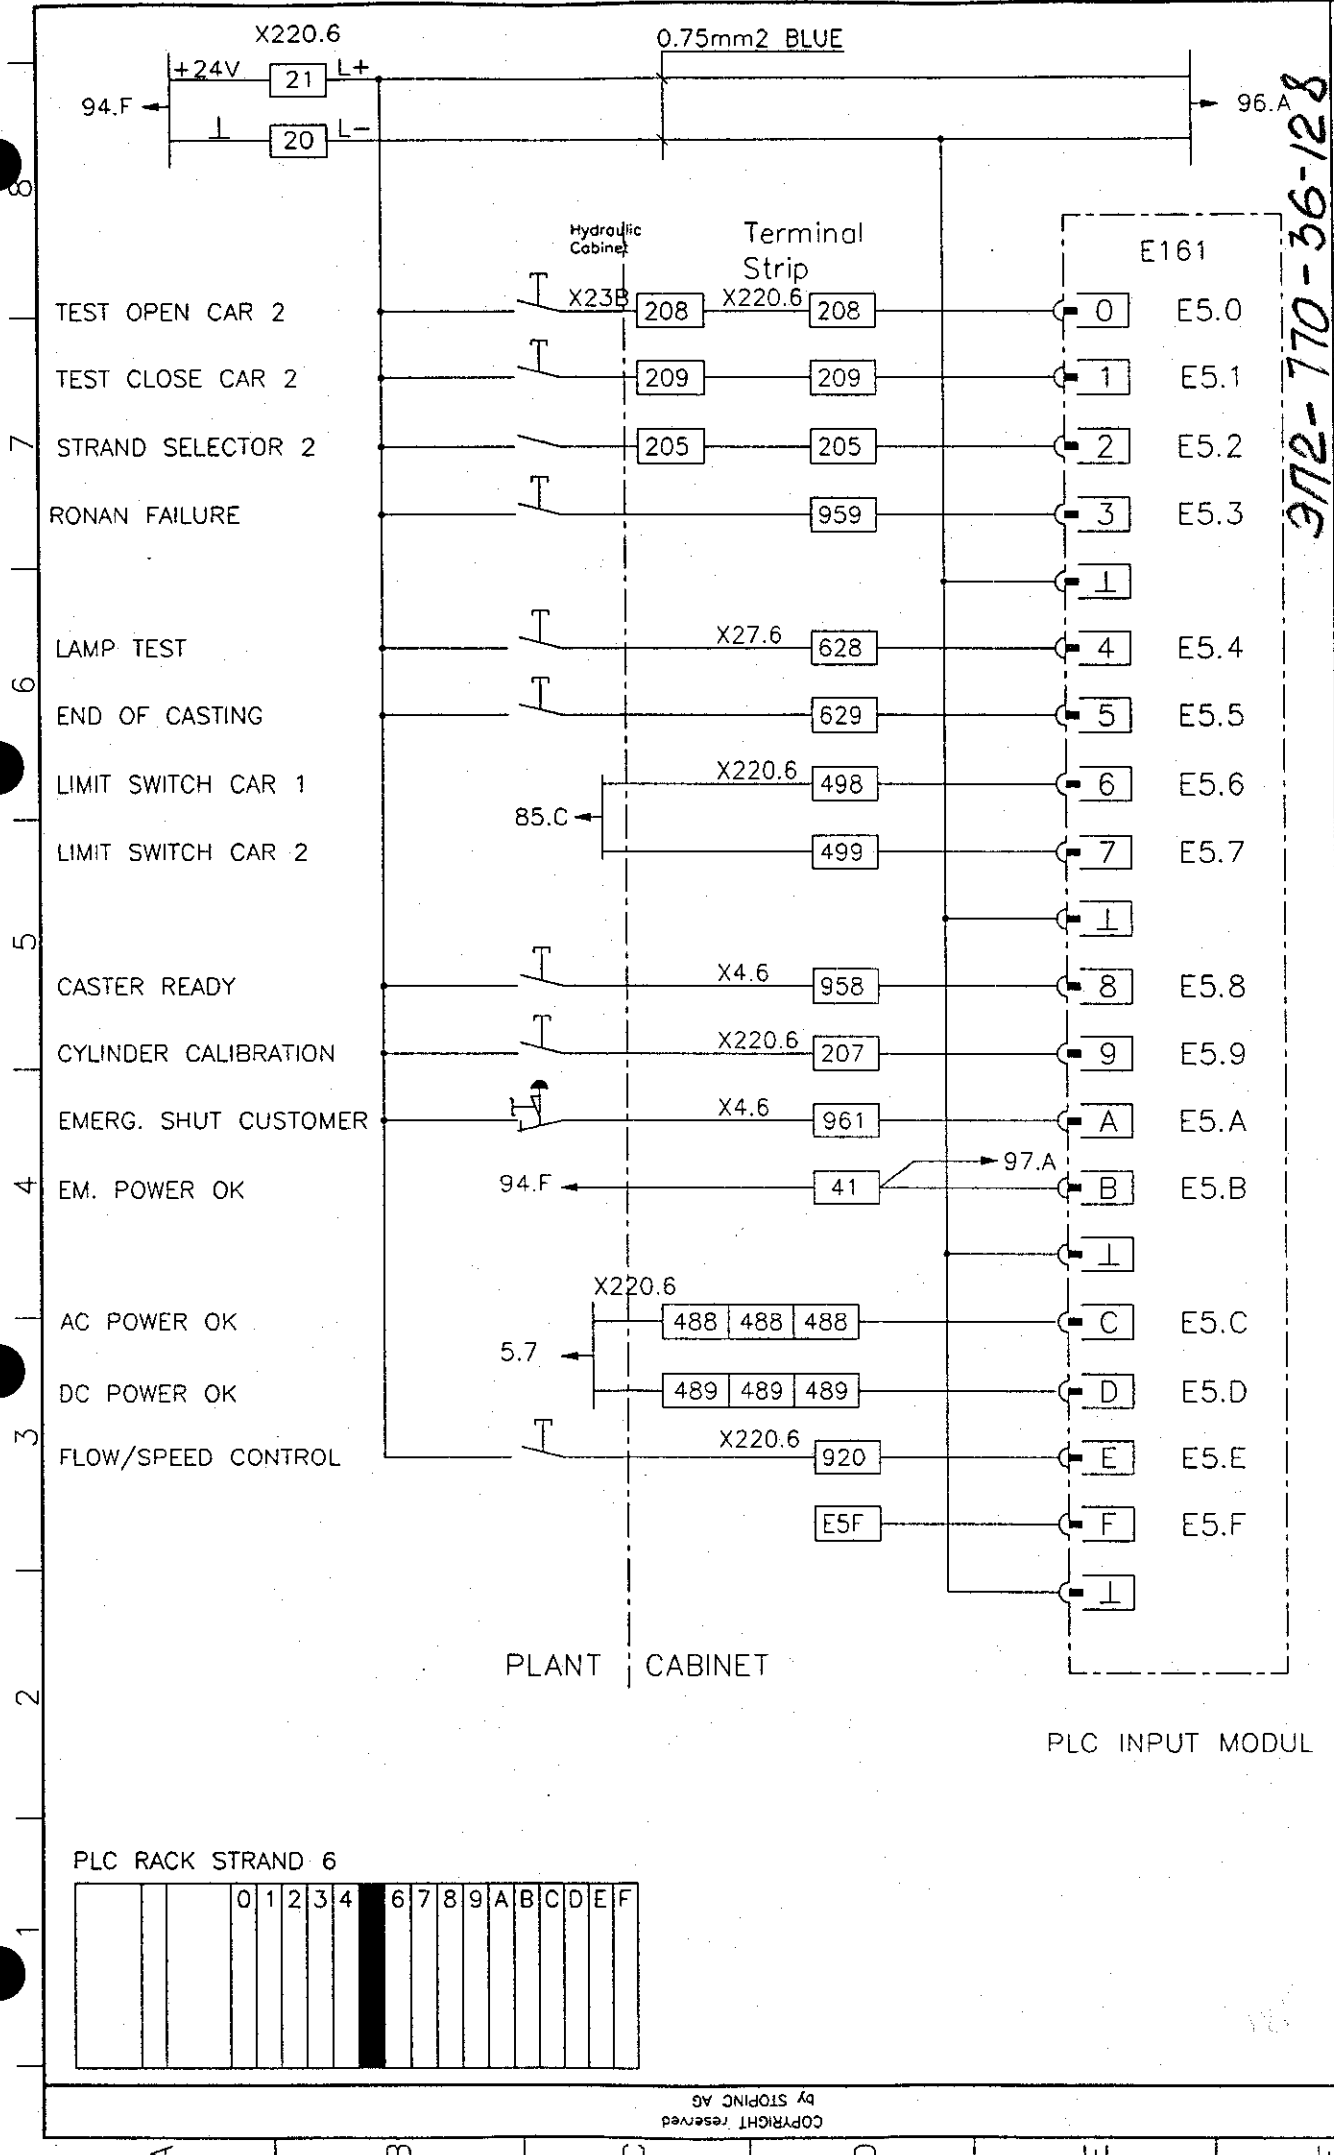 X220.6
0.75mm2 BLUE
+24V 21 L+
94.F
96.A
⊥ 20 L-
ЭП2-770-36-128
8
Hydraulic
Cabinet
Terminal
Strip
E161
TEST OPEN CAR 2 X23B 208 X220.6 208 0 E5.0
TEST CLOSE CAR 2 209 209 1 E5.1
7
STRAND SELECTOR 2 205 205 2 E5.2
RONAN FAILURE 959 3 E5.3
⊥
LAMP TEST X27.6 628 4 E5.4
6
END OF CASTING 629 5 E5.5
LIMIT SWITCH CAR 1 X220.6 498 6 E5.6
85.C
LIMIT SWITCH CAR 2 499 7 E5.7
⊥
5
CASTER READY X4.6 958 8 E5.8
CYLINDER CALIBRATION X220.6 207 9 E5.9
EMERG. SHUT CUSTOMER X4.6 961 A E5.A
97.A
4
EM. POWER OK 94.F 41 B E5.B
⊥
X220.6
AC POWER OK 488 488 488 C E5.C
5.7
DC POWER OK 489 489 489 D E5.D
3
FLOW/SPEED CONTROL X220.6 920 E E5.E
E5F F E5.F
⊥
PLANT CABINET
2
PLC INPUT MODUL
PLC RACK STRAND 6
0 1 2 3 4 6 7 8 9 A B C D E F
1
COPYRIGHT reserved
by STOPINC AG
A B C D E